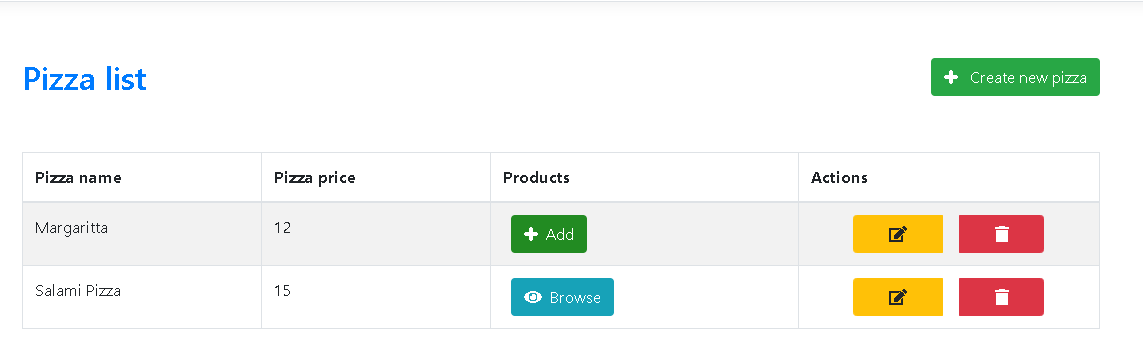 Pizza list
Create new pizza
Pizza name Pizza price Products Actions
Margaritta 12 Add
Salami Pizza 15 Browse